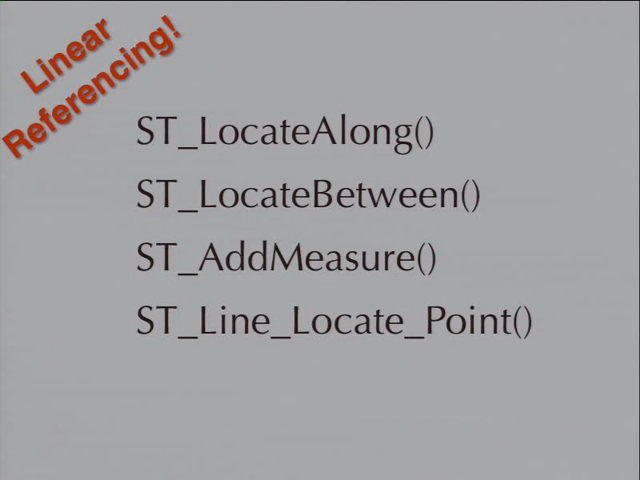 Linear
Referencing!
ST_LocateAlong()
ST_LocateBetween()
ST_AddMeasure()
ST_Line_Locate_Point()